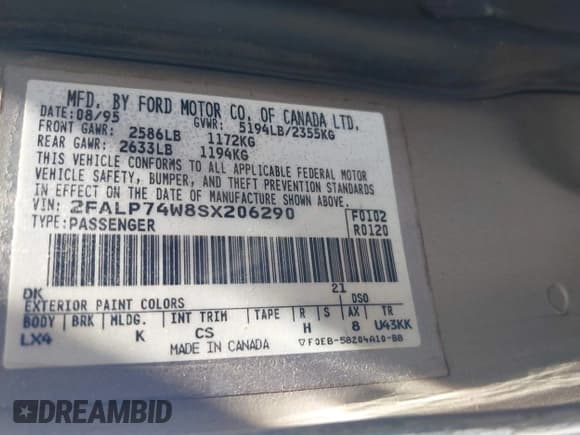 MFD. BY FORD MOTOR CO. OF CANADA LTD.
DATE: 08/95 GVWR: 5194LB/2355KG
FRONT GAWR: 2586LB 1172KG
REAR GAWR: 2633LB 1194KG
THIS VEHICLE CONFORMS TO ALL APPLICABLE FEDERAL MOTOR
VEHICLE SAFETY, BUMPER, AND THEFT PREVENTION STANDARDS
IN EFFECT ON THE DATE OF MANUFACTURE SHOWN ABOVE.
VIN: 2FALP74W8SX206290
TYPE: PASSENGER
F0102
R0120
DK 21
EXTERIOR PAINT COLORS DSO
BODY BRK MLDG. INT TRIM TAPE R S AX TR
LX4 K CS H 8 U43KK
MADE IN CANADA
▽F0EB-58204A10-BB
DREAMBID